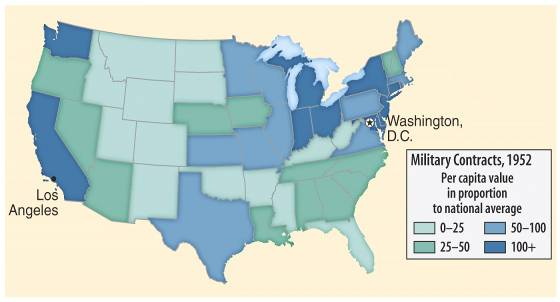 Washington,
D.C.
Los
Angeles
Military Contracts, 1952
Per capita value
in proportion
to national average
0–25
50–100
25–50
100+